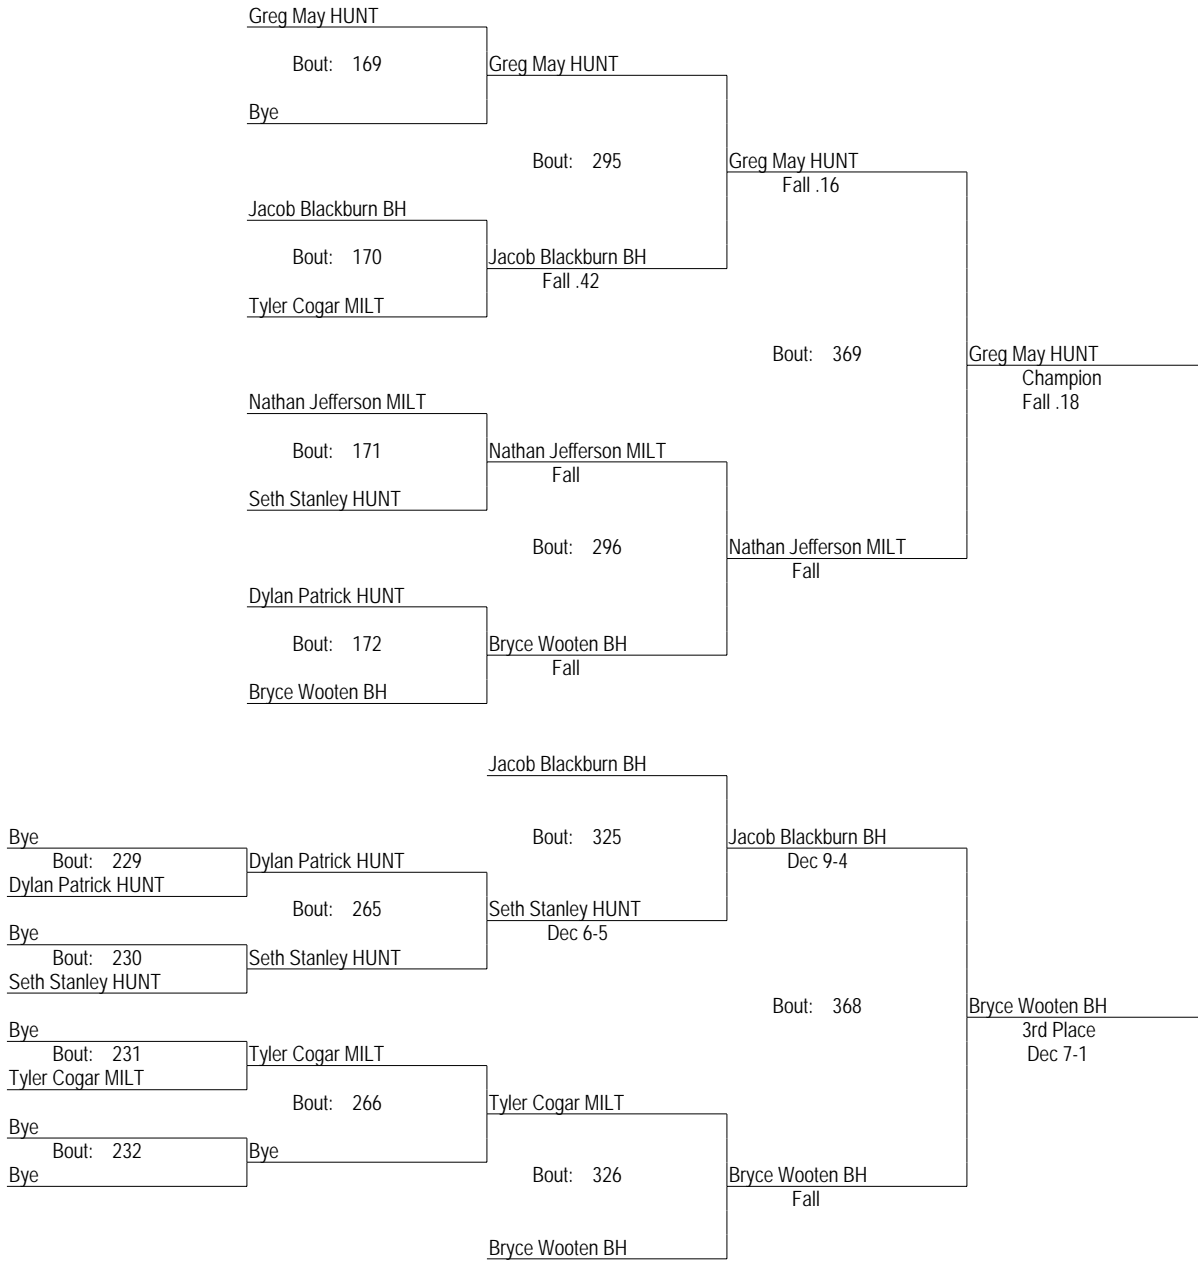 Greg May HUNT
Bout: 169
Greg May HUNT
Bye
Bout: 295
Greg May HUNT
Fall .16
Jacob Blackburn BH
Bout: 170
Jacob Blackburn BH
Fall .42
Tyler Cogar MILT
Bout: 369
Greg May HUNT
Champion
Fall .18
Nathan Jefferson MILT
Bout: 171
Nathan Jefferson MILT
Fall
Seth Stanley HUNT
Bout: 296
Nathan Jefferson MILT
Fall
Dylan Patrick HUNT
Bout: 172
Bryce Wooten BH
Fall
Bryce Wooten BH
Jacob Blackburn BH
Bye
Bout: 325
Jacob Blackburn BH
Dec 9-4
Bout: 229
Dylan Patrick HUNT
Dylan Patrick HUNT
Bout: 265
Seth Stanley HUNT
Dec 6-5
Bye
Bout: 230
Seth Stanley HUNT
Seth Stanley HUNT
Bout: 368
Bryce Wooten BH
3rd Place
Dec 7-1
Bye
Bout: 231
Tyler Cogar MILT
Tyler Cogar MILT
Bout: 266
Tyler Cogar MILT
Bye
Bout: 232
Bye
Bye
Bout: 326
Bryce Wooten BH
Fall
Bryce Wooten BH